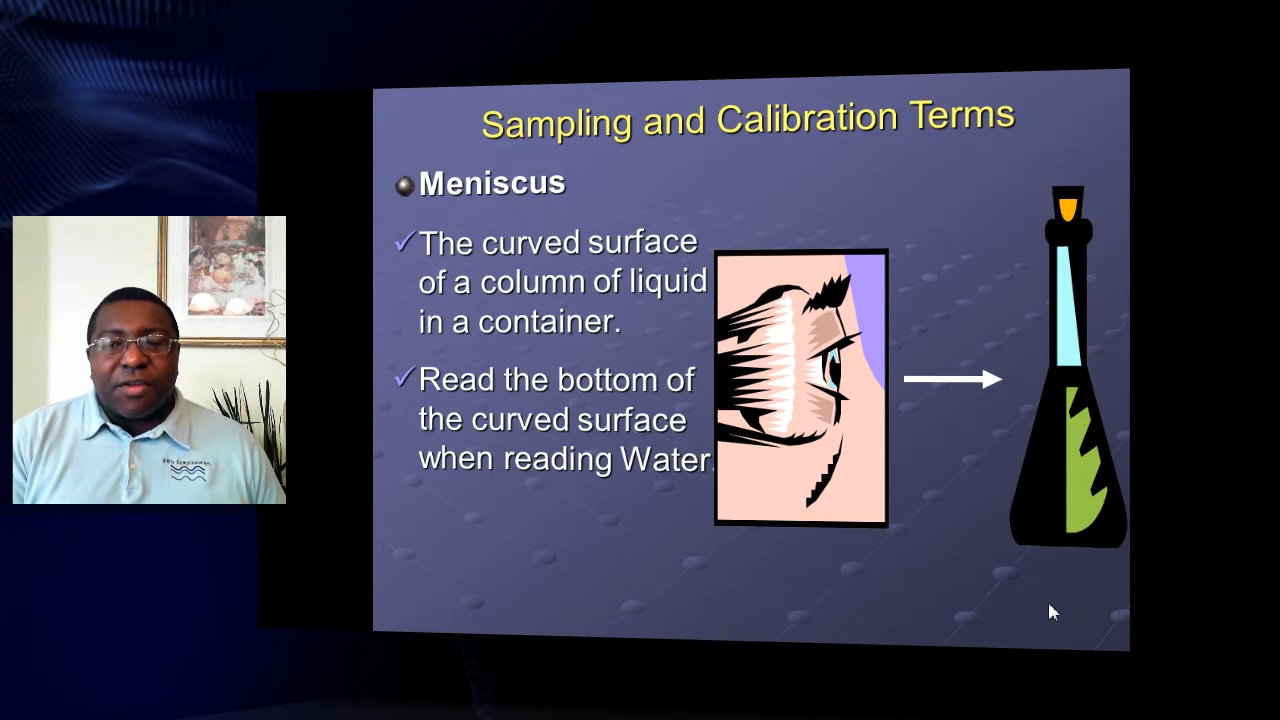 Sampling and Calibration Terms
Meniscus
The curved surface
of a column of liquid
in a container.
Read the bottom of
the curved surface
when reading Water.